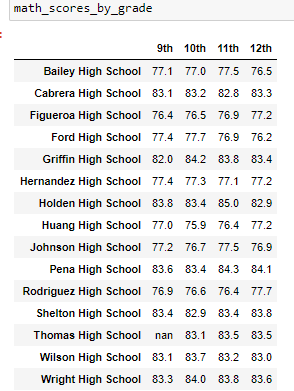 math_scores_by_grade
:
9th 10th 11th 12th
Bailey High School 77.1 77.0 77.5 76.5
Cabrera High School 83.1 83.2 82.8 83.3
Figueroa High School 76.4 76.5 76.9 77.2
Ford High School 77.4 77.7 76.9 76.2
Griffin High School 82.0 84.2 83.8 83.4
Hernandez High School 77.4 77.3 77.1 77.2
Holden High School 83.8 83.4 85.0 82.9
Huang High School 77.0 75.9 76.4 77.2
Johnson High School 77.2 76.7 77.5 76.9
Pena High School 83.6 83.4 84.3 84.1
Rodriguez High School 76.9 76.6 76.4 77.7
Shelton High School 83.4 82.9 83.4 83.8
Thomas High School nan 83.1 83.5 83.5
Wilson High School 83.1 83.7 83.2 83.0
Wright High School 83.3 84.0 83.8 83.6